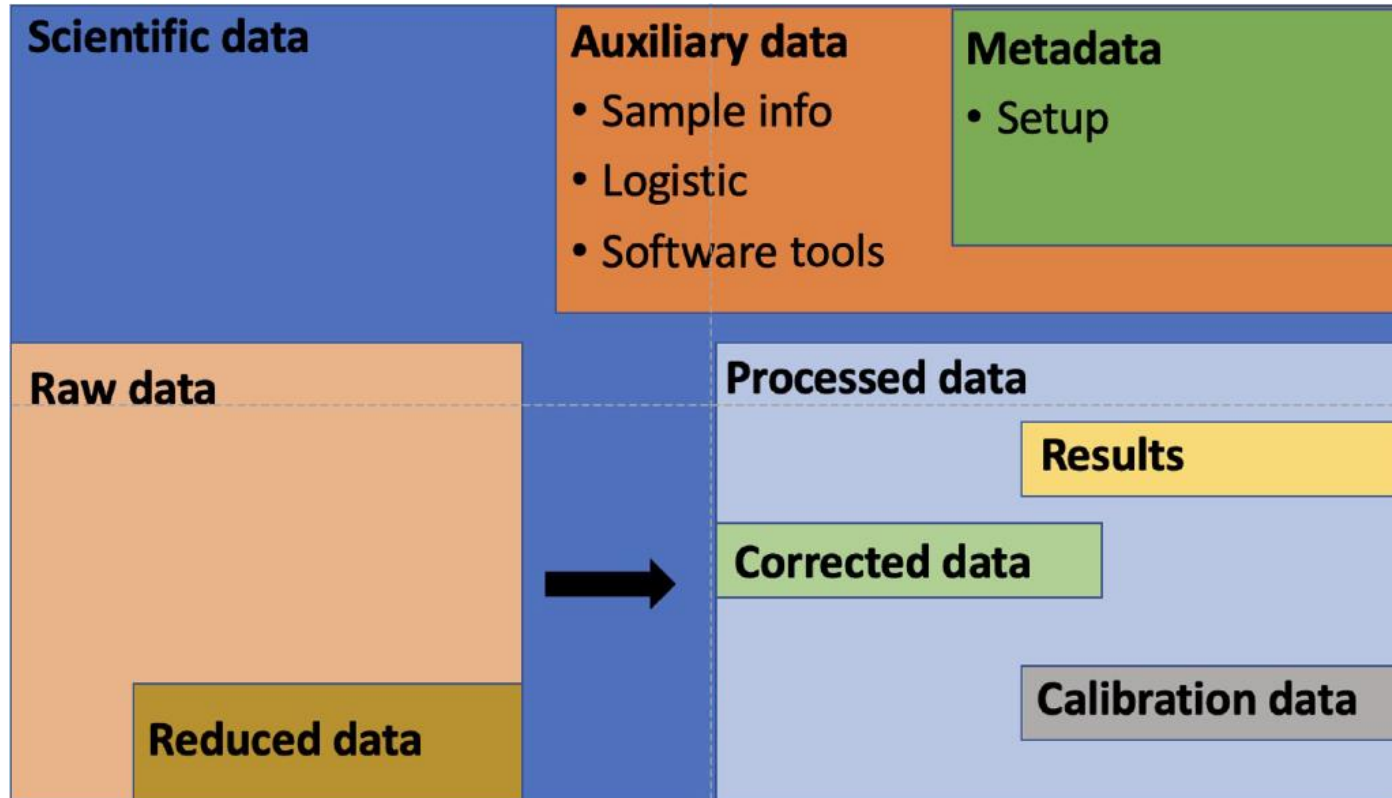 Scientific data
Auxiliary data
• Sample info
• Logistic
• Software tools
Metadata
• Setup
Raw data
Reduced data
Processed data
Results
Corrected data
Calibration data